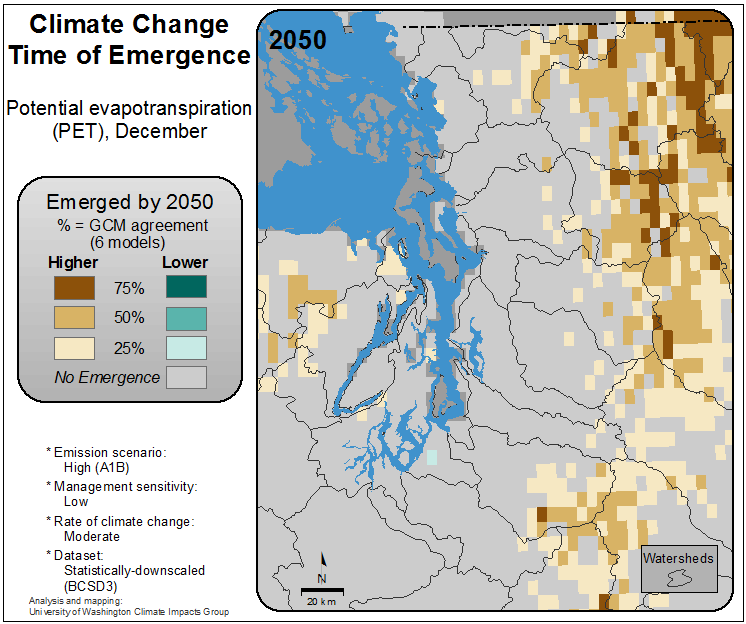 Climate Change
Time of Emergence
Potential evapotranspiration
(PET), December
Emerged by 2050
% = GCM agreement
(6 models)
Higher Lower
75%
50%
25%
No Emergence
* Emission scenario:
High (A1B)
* Management sensitivity:
Low
* Rate of climate change:
Moderate
* Dataset:
Statistically-downscaled
(BCSD3)
Analysis and mapping:
University of Washington Climate Impacts Group
2050
N
20 km
Watersheds